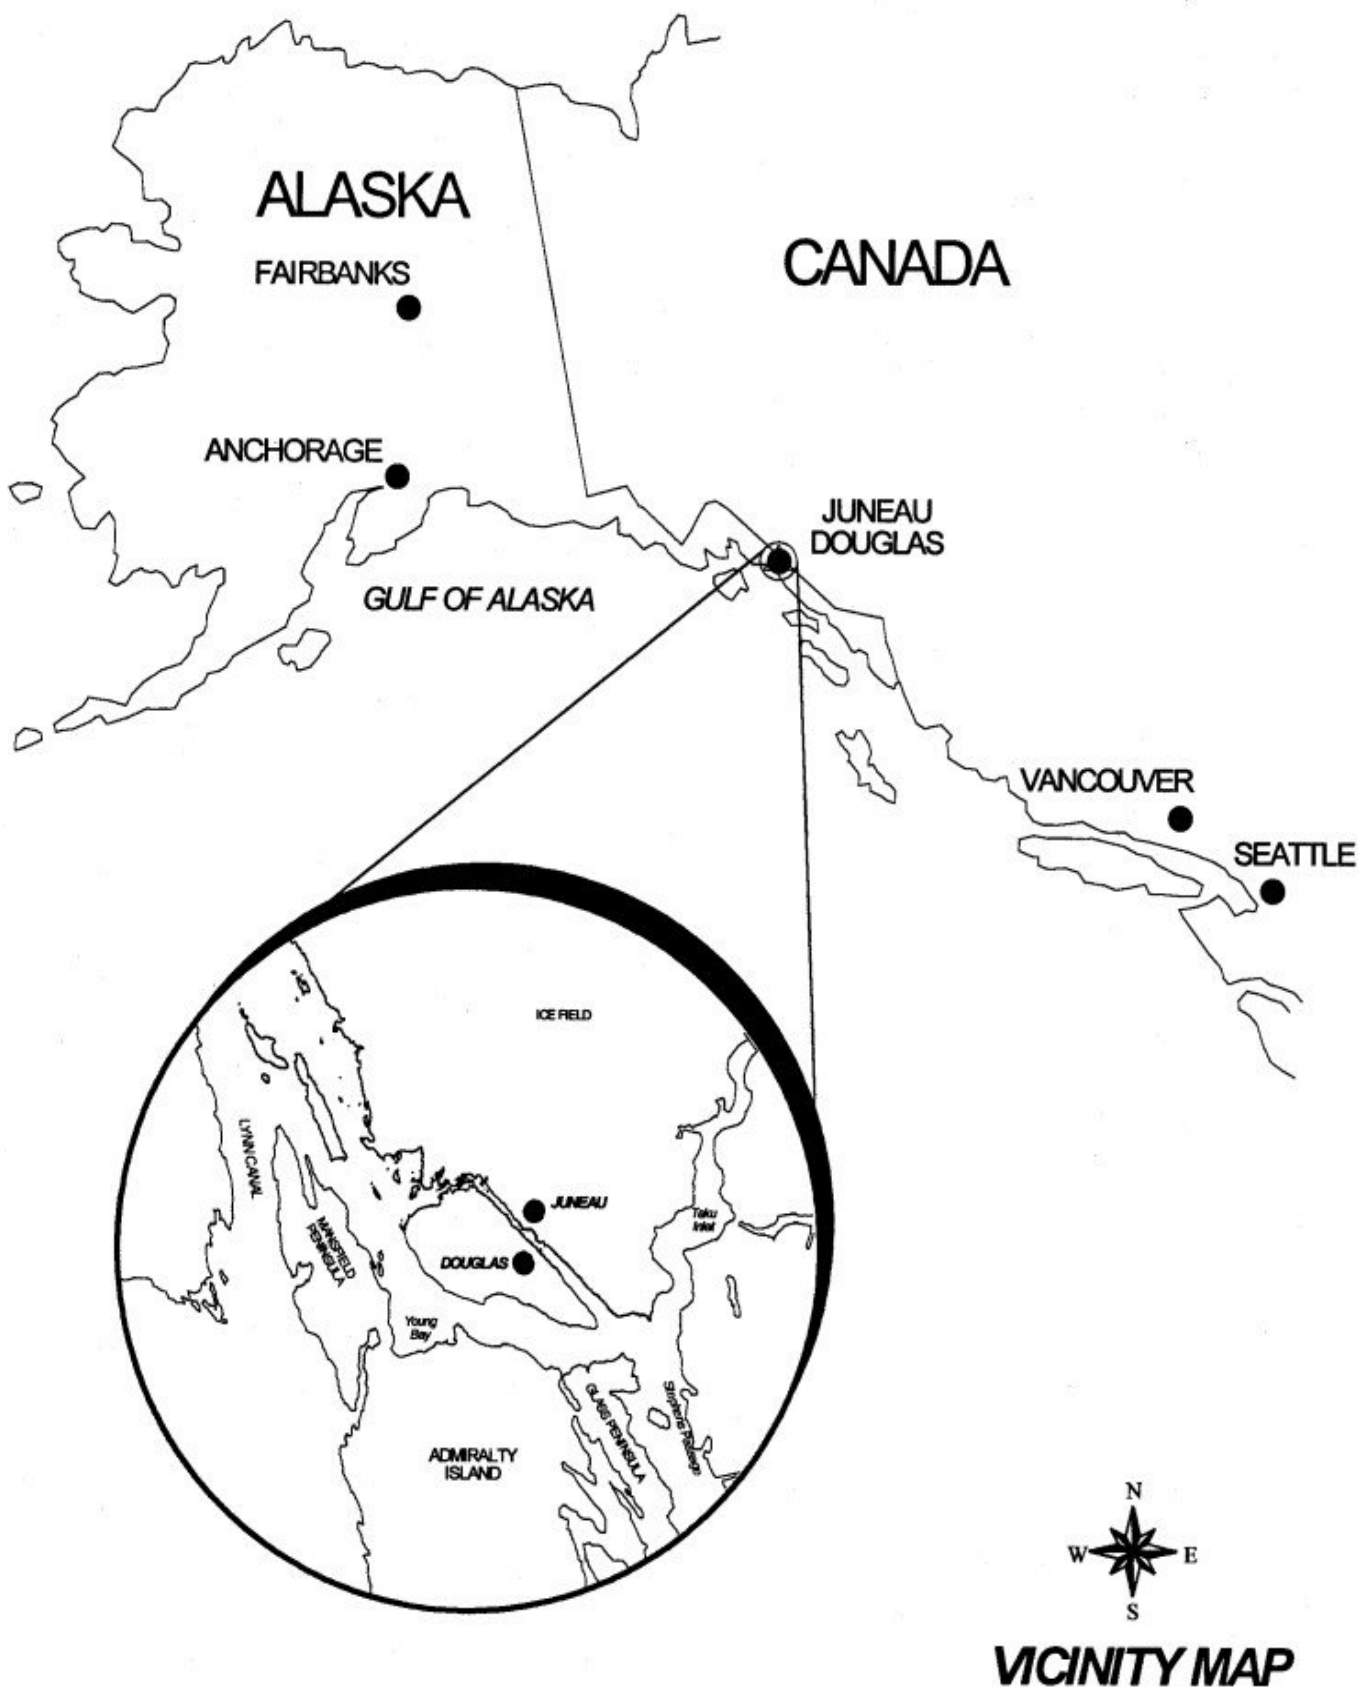 ALASKA
CANADA
FAIRBANKS
ANCHORAGE
JUNEAU
DOUGLAS
GULF OF ALASKA
VANCOUVER
SEATTLE
ICE FIELD
LYNN CANAL
JUNEAU
Taku
Inlet
MANSFIELD
PENINSULA
DOUGLAS
Young
Bay
GLASS PENINSULA
Stephens Passage
ADMIRALTY
ISLAND
N
W E
S
VICINITY MAP